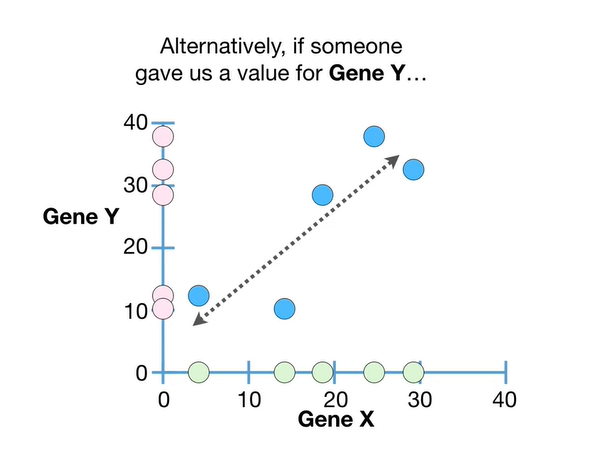 Alternatively, if someone
gave us a value for Gene Y…
40
30
Gene Y
20
10
0
0 10 20 30 40
Gene X